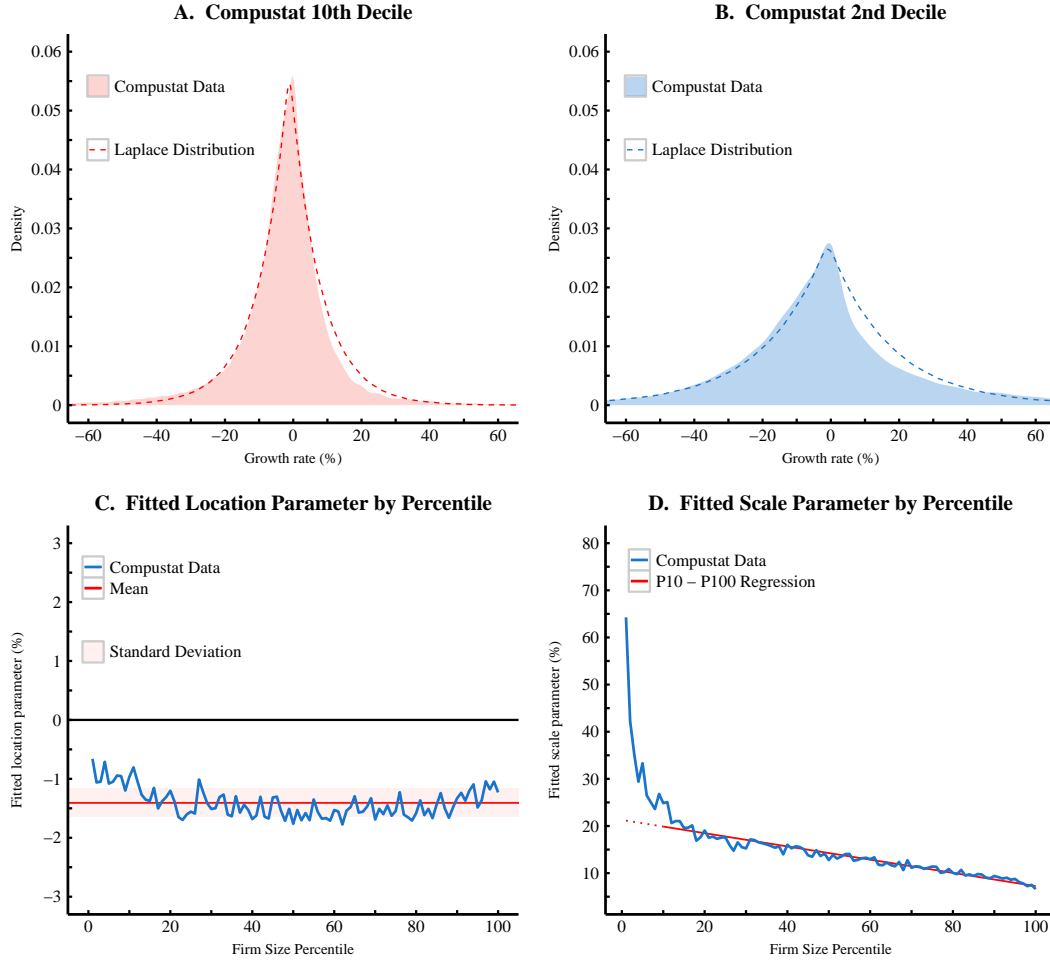 A. Compustat 10th Decile
0.06
0.05
0.04
0.03
0.02
0.01
0
Density
Compustat Data
Laplace Distribution
−60
−40
−20
0
20
40
60
Growth rate (%)
B. Compustat 2nd Decile
0.06
0.05
0.04
0.03
0.02
0.01
0
Density
Compustat Data
Laplace Distribution
−60
−40
−20
0
20
40
60
Growth rate (%)
C. Fitted Location Parameter by Percentile
3
2
1
0
−1
−2
−3
Fitted location parameter (%)
Compustat Data
Mean
Standard Deviation
0
20
40
60
80
100
Firm Size Percentile
D. Fitted Scale Parameter by Percentile
80
70
60
50
40
30
20
10
Fitted scale parameter (%)
Compustat Data
P10 − P100 Regression
0
20
40
60
80
100
Firm Size Percentile